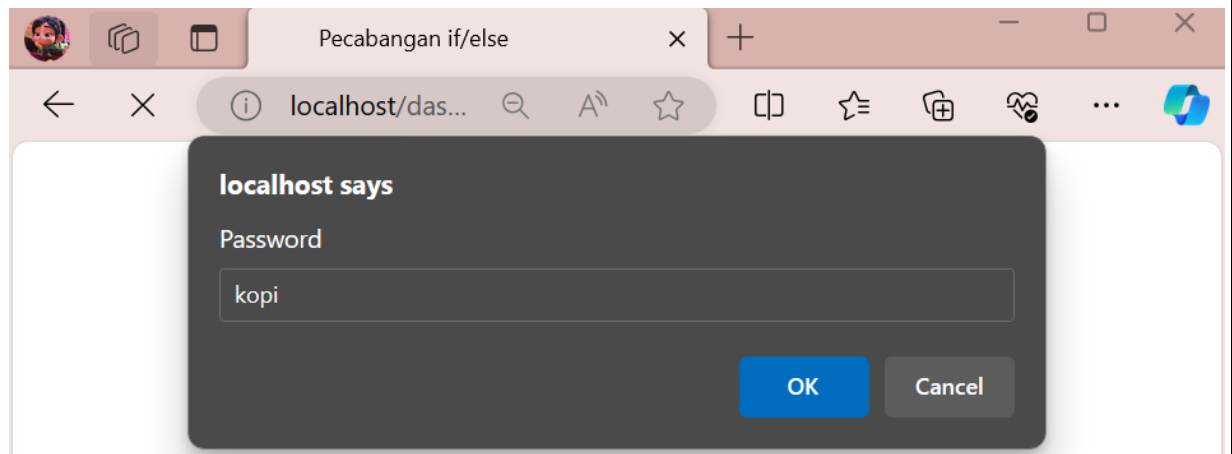 Pecabangan if/else
localhost/das...
localhost says
Password
kopi
OK Cancel